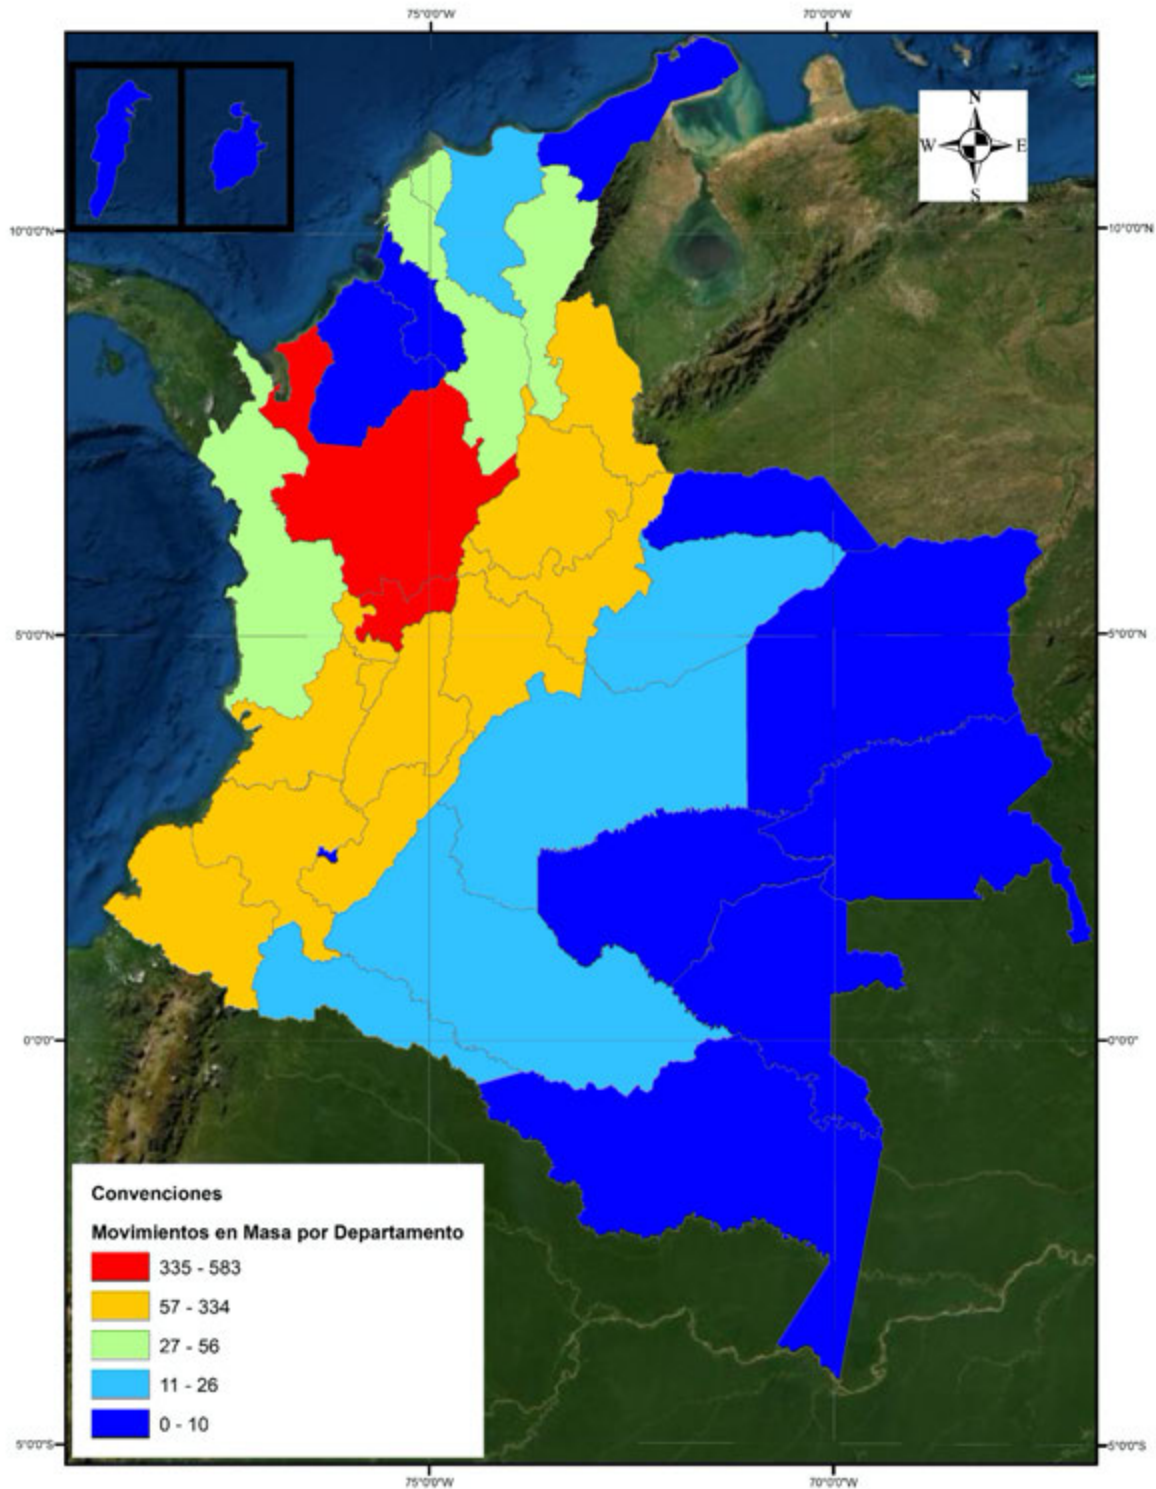 75°0'0"W
70°0'0"W
N
W
E
S
10°0'0"N
10°0'0"N
5°0'0"N
5°0'0"N
0°0'0"
0°0'0"
Convenciones
Movimientos en Masa por Departamento
335 - 583
57 - 334
27 - 56
11 - 26
0 - 10
5°0'0"S
5°0'0"S
75°0'0"W
70°0'0"W